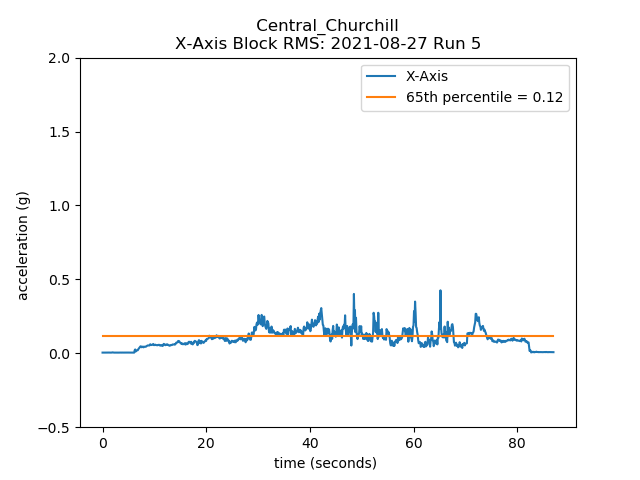 Central_Churchill
X-Axis Block RMS: 2021-08-27 Run 5
X-Axis
65th percentile = 0.12
2.0
1.5
1.0
0.5
0.0
−0.5
acceleration (g)
0 20 40 60 80
time (seconds)